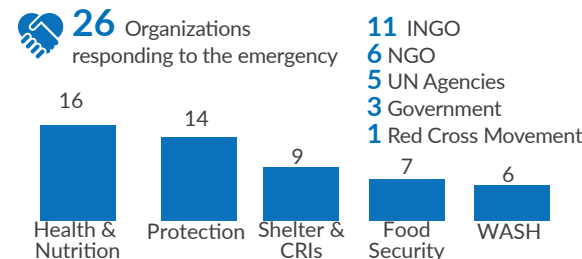 26 Organizations
responding to the emergency
11 INGO
6 NGO
5 UN Agencies
3 Government
1 Red Cross Movement
16
14
9
7
6
Health &
Nutrition
Protection
Shelter &
CRIs
Food
Security
WASH